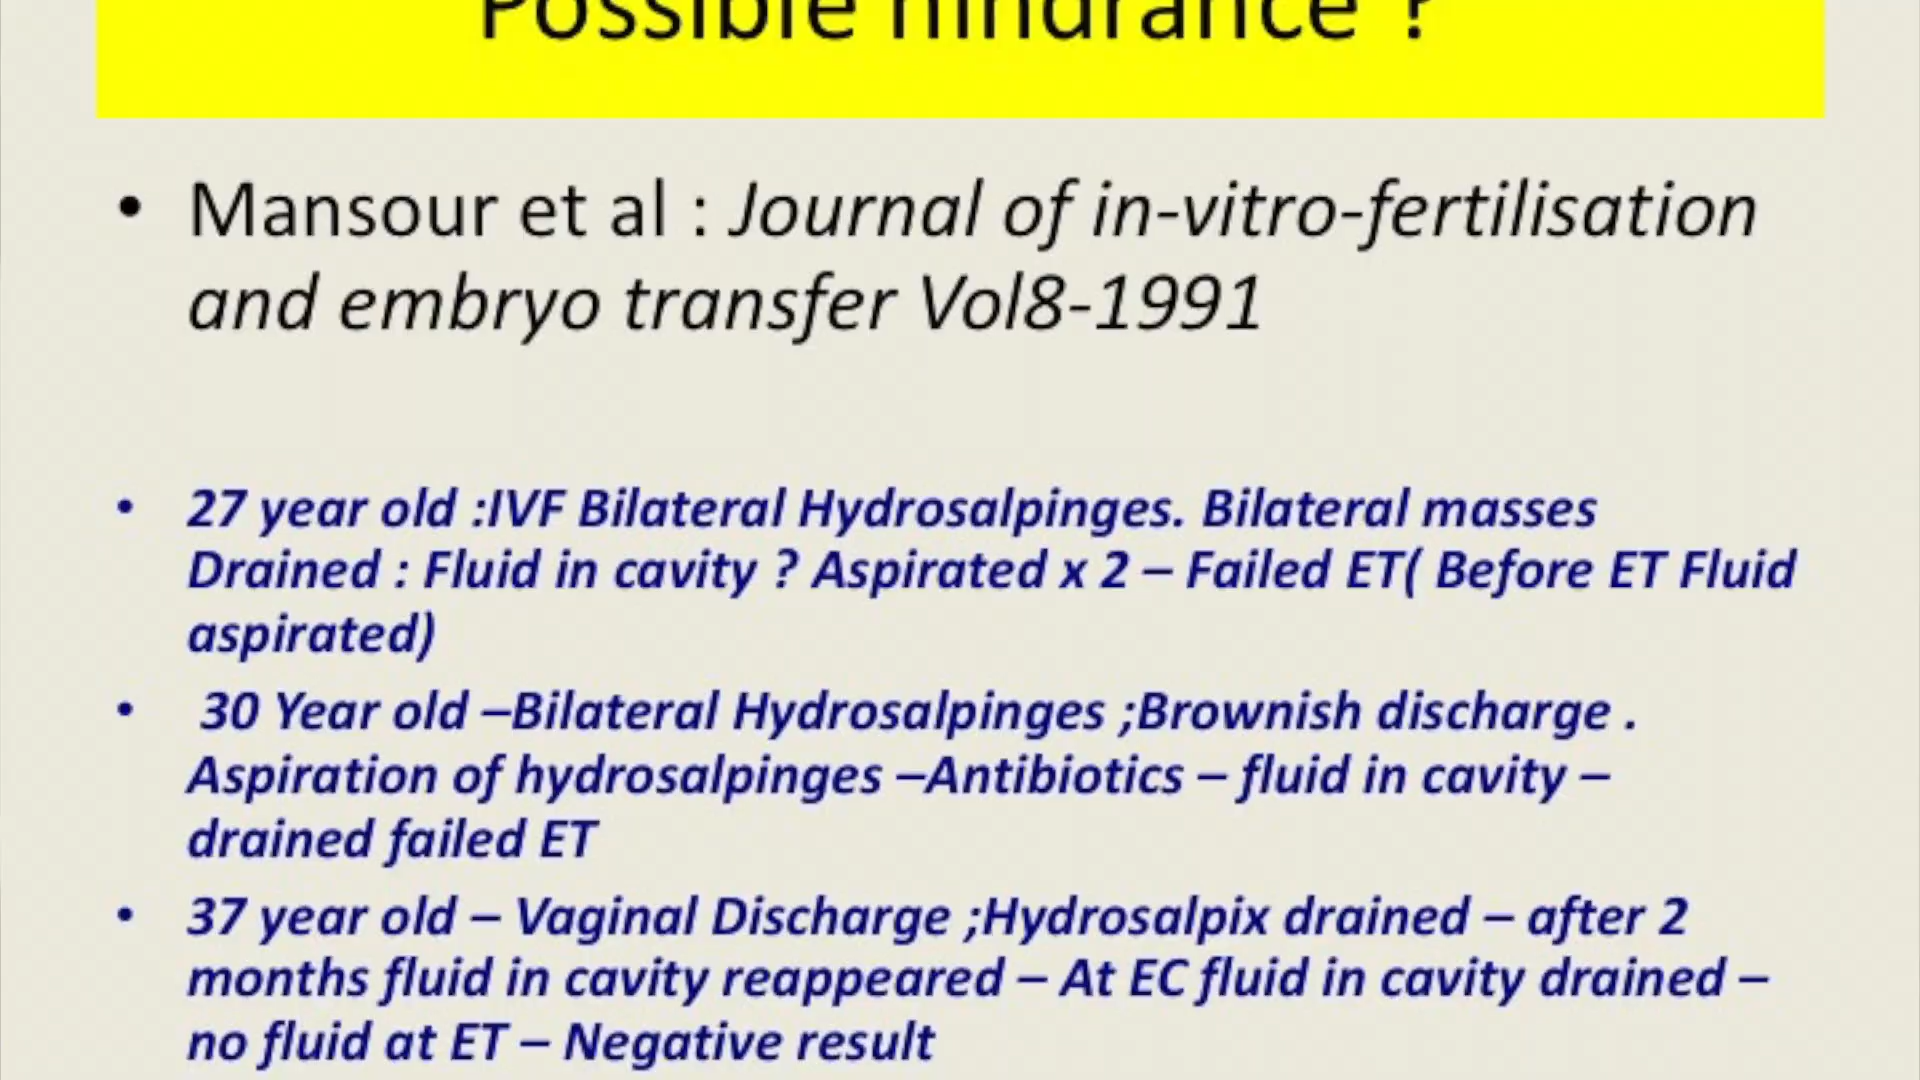 Possible hindrance ?
• Mansour et al : Journal of in-vitro-fertilisation
and embryo transfer Vol8-1991
• 27 year old :IVF Bilateral Hydrosalpinges. Bilateral masses
Drained : Fluid in cavity ? Aspirated x 2 – Failed ET( Before ET Fluid
aspirated)
• 30 Year old –Bilateral Hydrosalpinges ;Brownish discharge .
Aspiration of hydrosalpinges –Antibiotics – fluid in cavity –
drained failed ET
• 37 year old – Vaginal Discharge ;Hydrosalpix drained – after 2
months fluid in cavity reappeared – At EC fluid in cavity drained –
no fluid at ET – Negative result